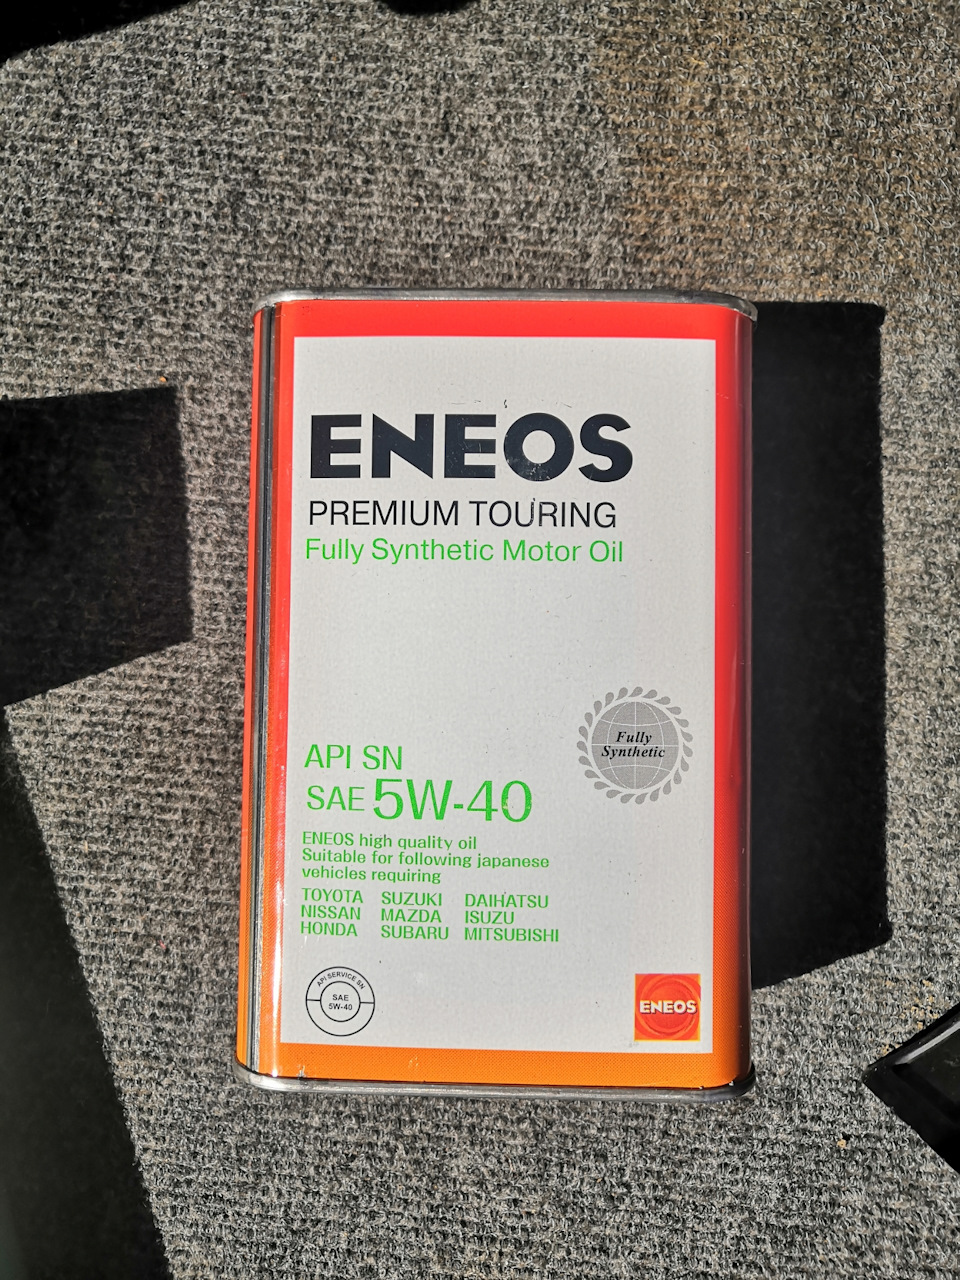 ENEOS
PREMIUM TOURING
Fully Synthetic Motor Oil
Fully
Synthetic
API SN
SAE 5W-40
ENEOS high quality oil
Suitable for following japanese
vehicles requiring
TOYOTA SUZUKI DAIHATSU
NISSAN MAZDA ISUZU
HONDA SUBARU MITSUBISHI
API SERVICE SN
SAE
5W-40
ENEOS